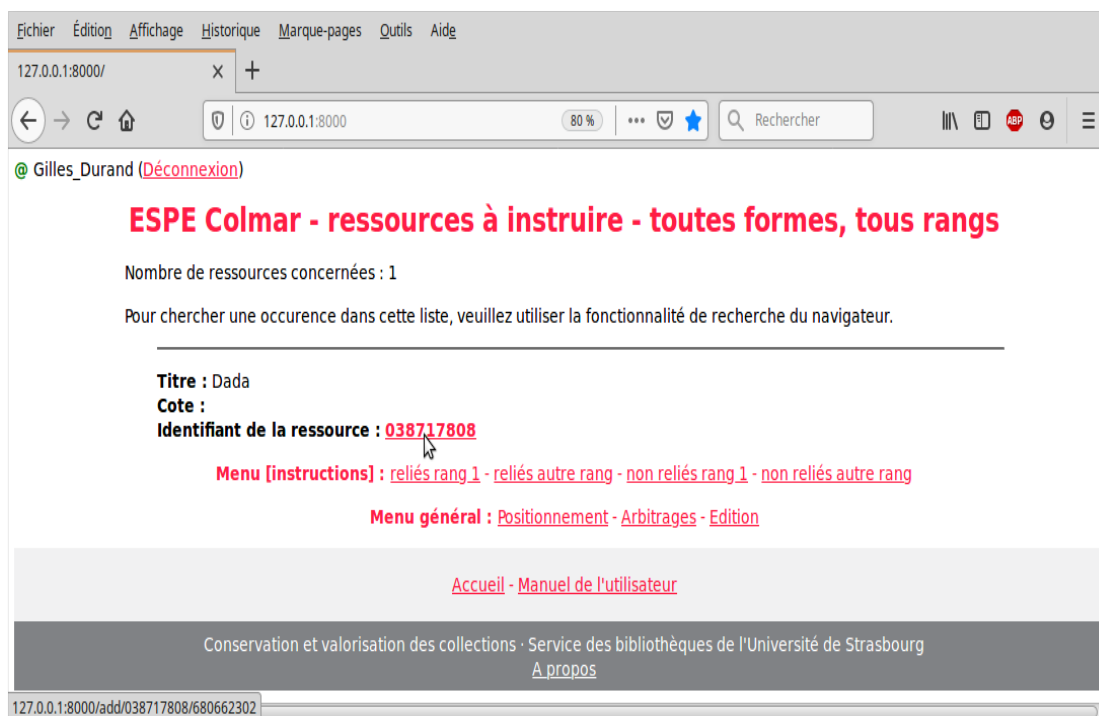 Fichier Édition Affichage Historique Marque-pages Outils Aide
127.0.0.1:8000/
127.0.0.1:8000 80 % Rechercher ABP
@ Gilles_Durand (Déconnexion)
ESPE Colmar - ressources à instruire - toutes formes, tous rangs
Nombre de ressources concernées : 1
Pour chercher une occurence dans cette liste, veuillez utiliser la fonctionnalité de recherche du navigateur.
Titre : Dada
Cote :
Identifiant de la ressource : 038717808
Menu [instructions] : reliés rang 1 - reliés autre rang - non reliés rang 1 - non reliés autre rang
Menu général : Positionnement - Arbitrages - Edition
Accueil - Manuel de l'utilisateur
Conservation et valorisation des collections · Service des bibliothèques de l'Université de Strasbourg
A propos
127.0.0.1:8000/add/038717808/680662302